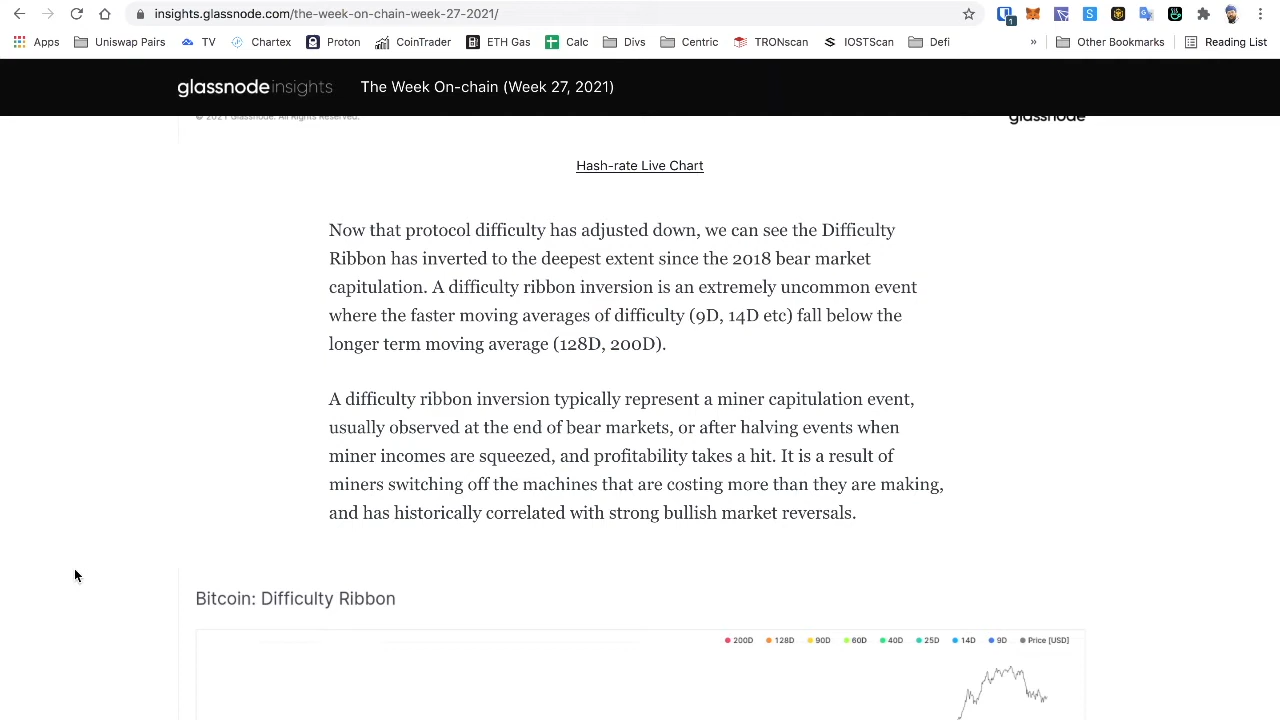 insights.glassnode.com/the-week-on-chain-week-27-2021/
1
Apps Uniswap Pairs TV Chartex Proton CoinTrader ETH Gas Calc Divs Centric TRONscan IOSTScan Defi » Other Bookmarks Reading List
glassnodeinsights The Week On-chain (Week 27, 2021)
© 2021 Glassnode. All Rights Reserved. glassnode
Hash-rate Live Chart
Now that protocol difficulty has adjusted down, we can see the Difficulty
Ribbon has inverted to the deepest extent since the 2018 bear market
capitulation. A difficulty ribbon inversion is an extremely uncommon event
where the faster moving averages of difficulty (9D, 14D etc) fall below the
longer term moving average (128D, 200D).
A difficulty ribbon inversion typically represent a miner capitulation event,
usually observed at the end of bear markets, or after halving events when
miner incomes are squeezed, and profitability takes a hit. It is a result of
miners switching off the machines that are costing more than they are making,
and has historically correlated with strong bullish market reversals.
Bitcoin: Difficulty Ribbon
200D 128D 90D 60D 40D 25D 14D 9D Price [USD]